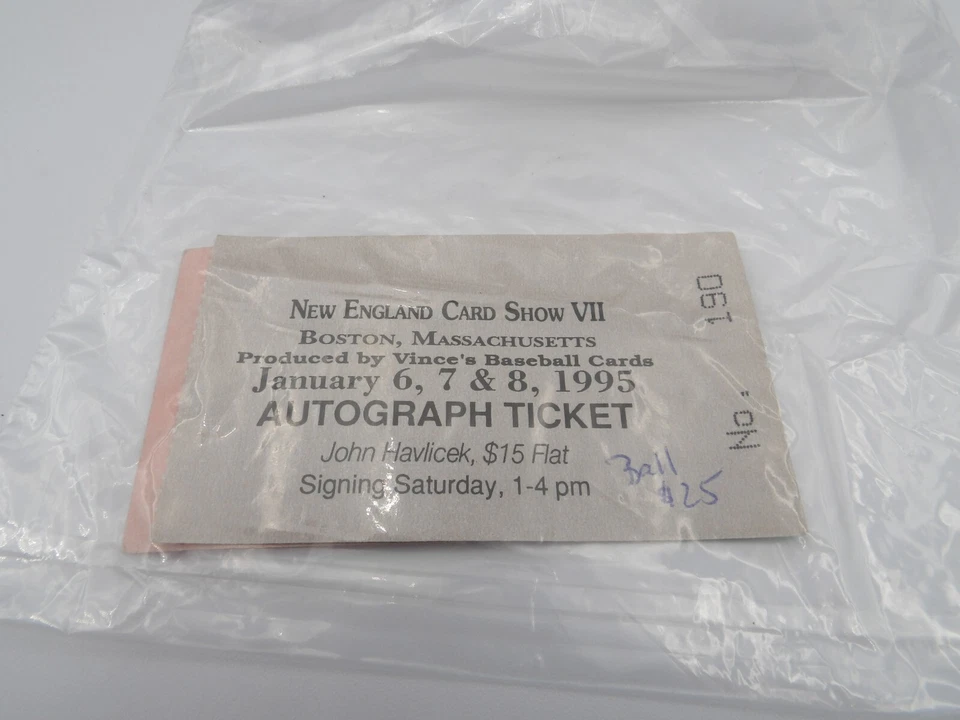 New England Card Show VII
Boston, Massachusetts
Produced by Vince's Baseball Cards
January 6, 7 & 8, 1995
AUTOGRAPH TICKET
John Havlicek, $15 Flat
Signing Saturday, 1-4 pm
Ball
$25
No. 190